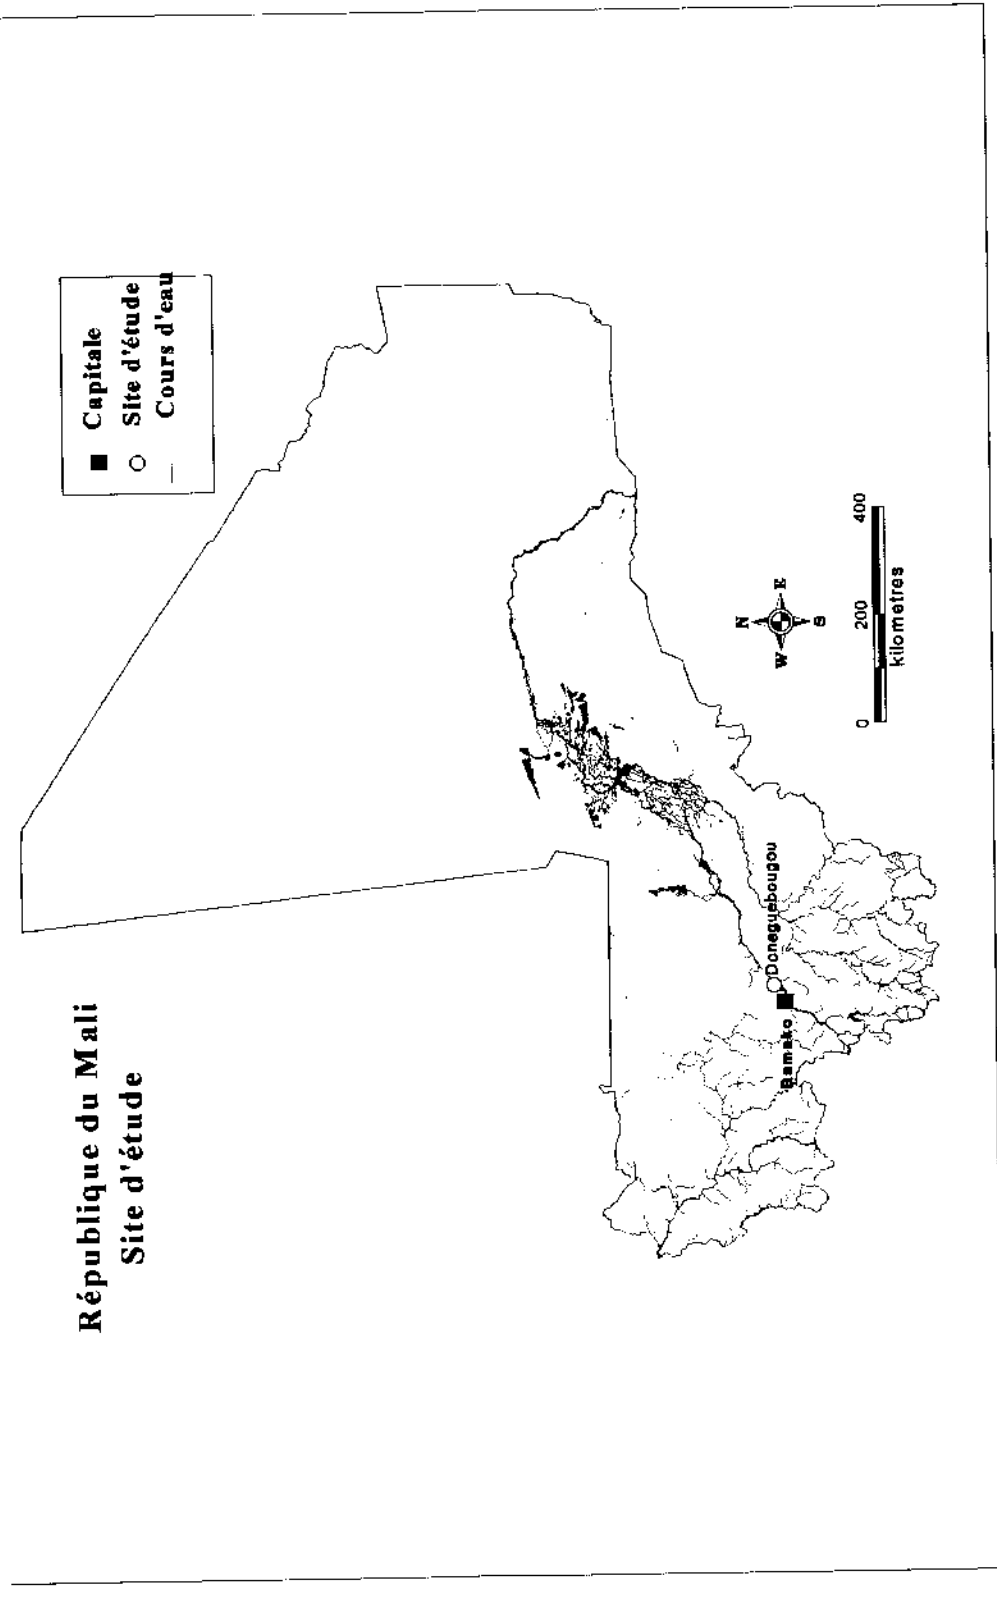 République du Mali
Site d'étude
Capitale
Site d'étude
Cours d'eau
Doneguebougou
Bamako
N
W
E
S
0
200
400
kilometres